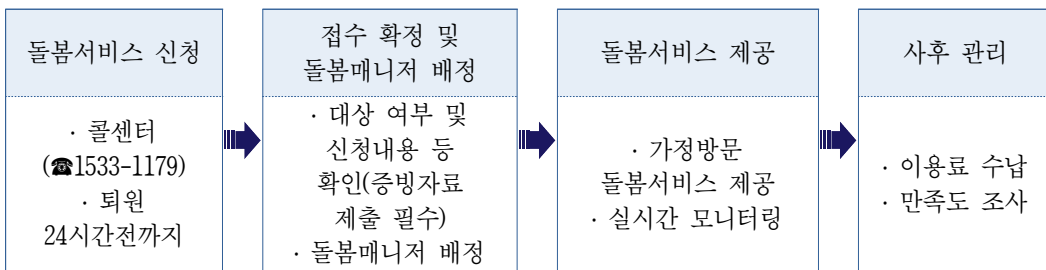 돌봄서비스 신청
· 콜센터
(☎1533-1179)
· 퇴원
24시간전까지
접수 확정 및
돌봄매니저 배정
· 대상 여부 및
신청내용 등
확인(증빙자료
제출 필수)
· 돌봄매니저 배정
돌봄서비스 제공
· 가정방문
돌봄서비스 제공
· 실시간 모니터링
사후 관리
· 이용료 수납
· 만족도 조사